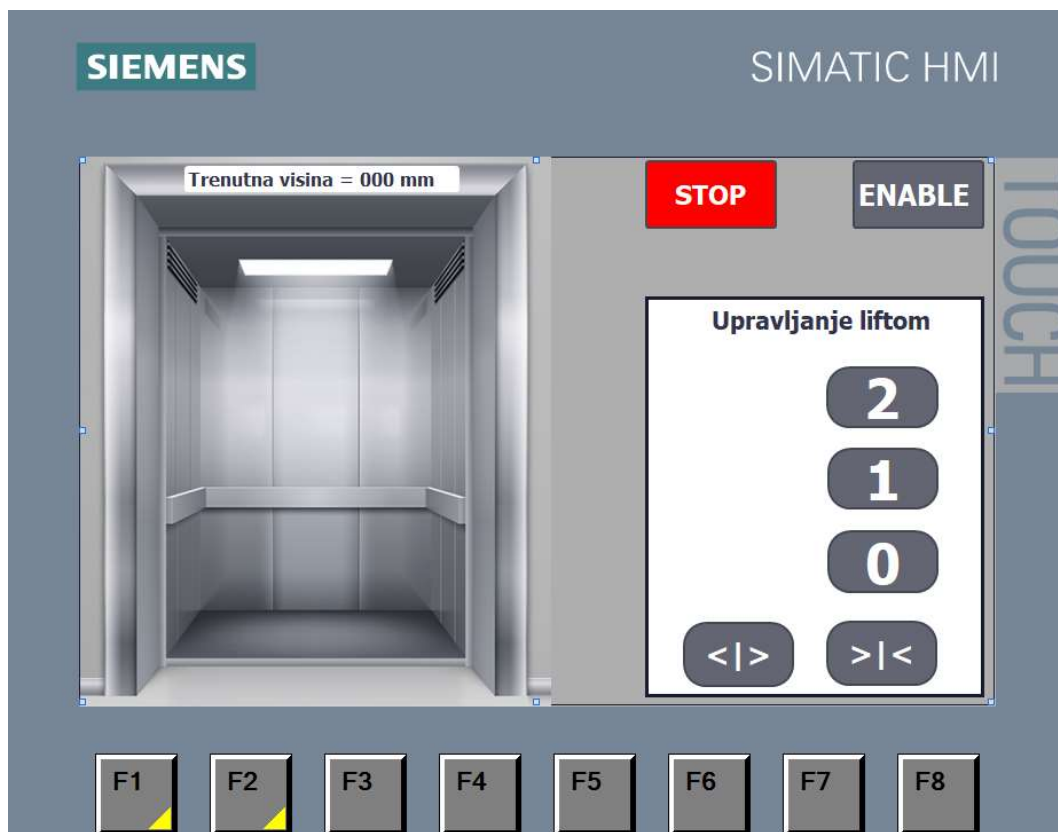 SIEMENS
SIMATIC HMI
TOUCH
Trenutna visina = 000 mm
STOP
ENABLE
Upravljanje liftom
2
1
0
<|>
>|<
F1
F2
F3
F4
F5
F6
F7
F8